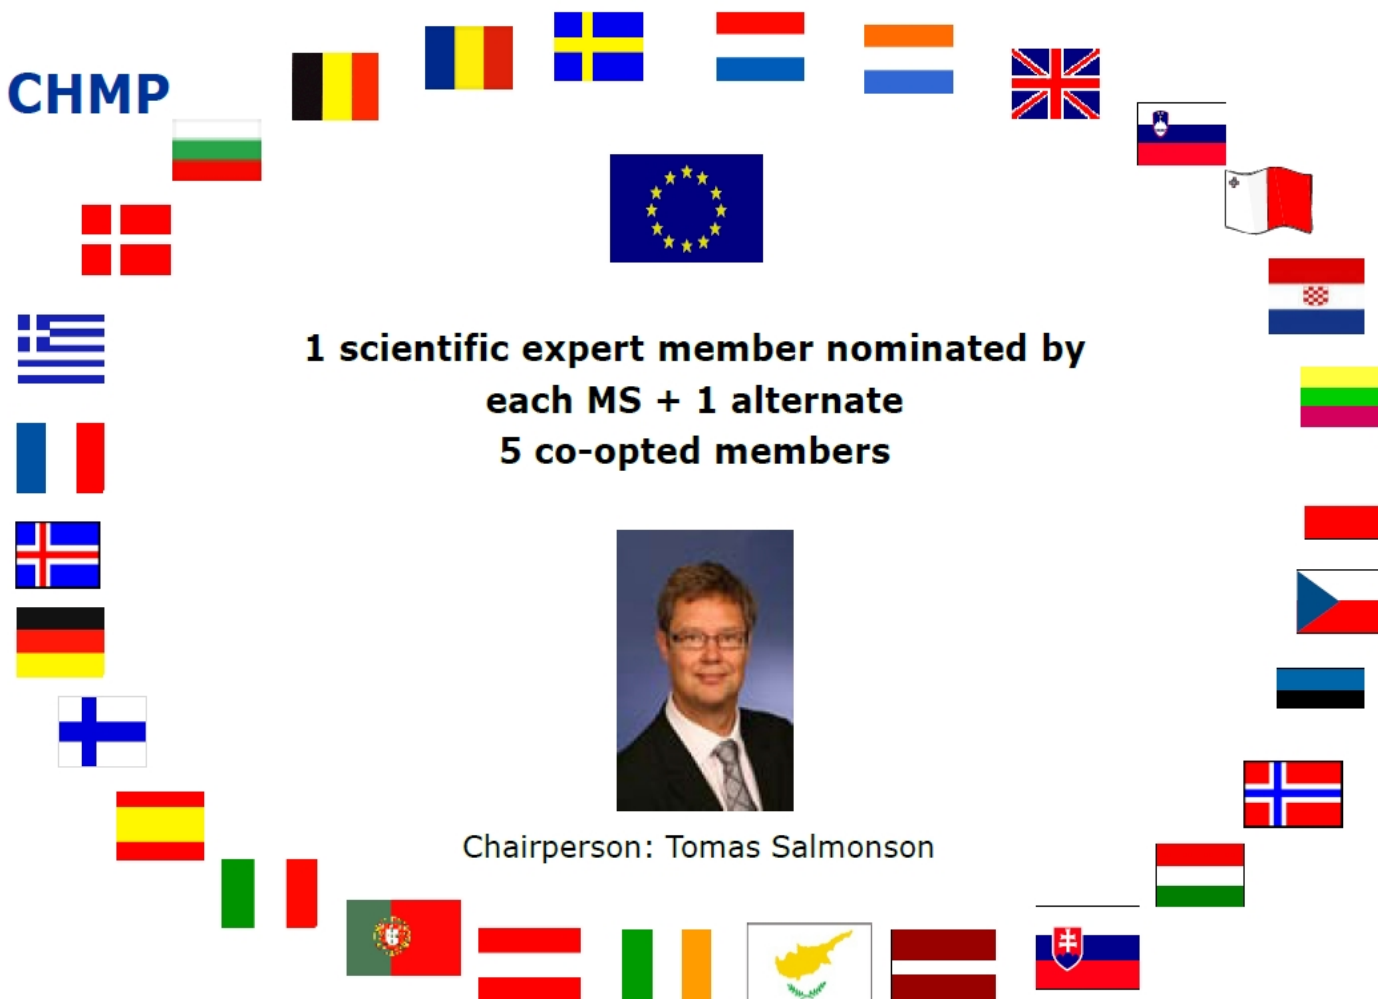 CHMP
1 scientific expert member nominated by
each MS + 1 alternate
5 co-opted members
Chairperson: Tomas Salmonson